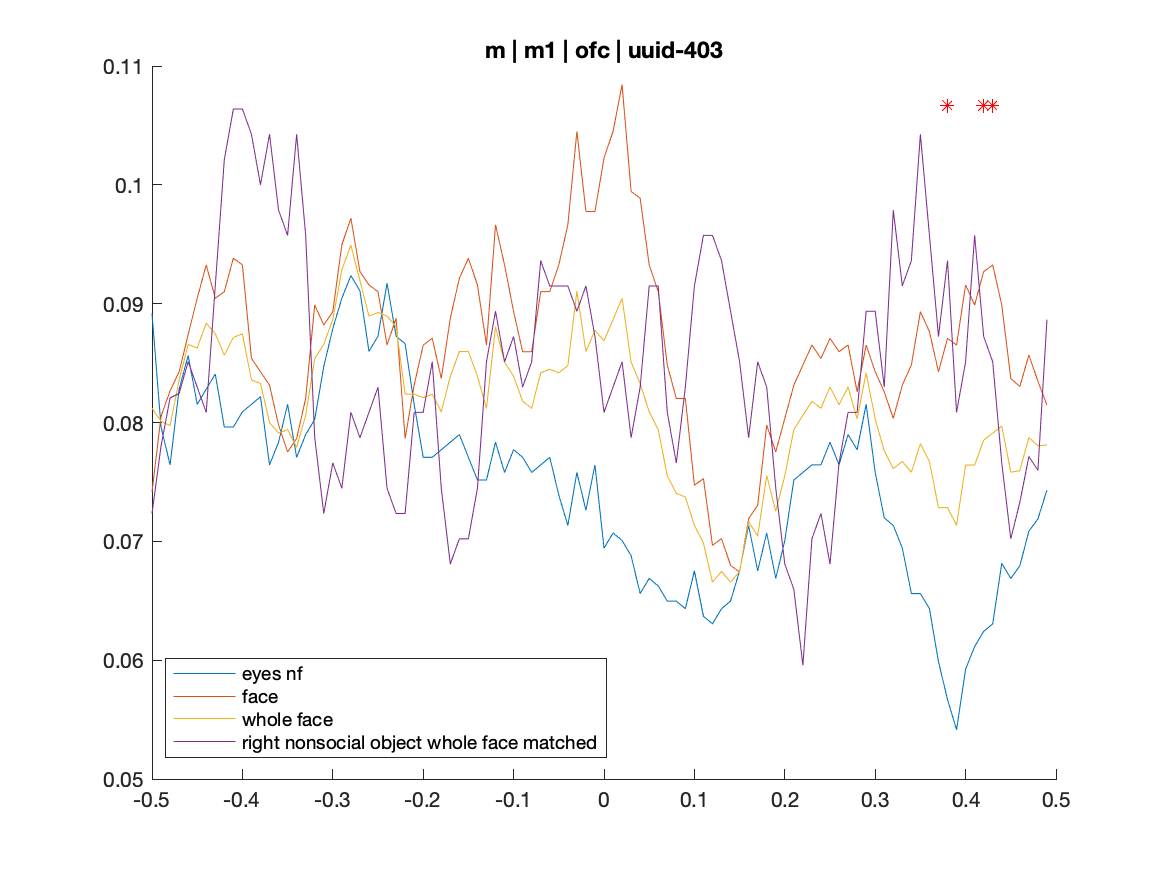 m | m1 | ofc | uuid-403
0.11
0.1
0.09
0.08
0.07
0.06
0.05
eyes nf
face
whole face
right nonsocial object whole face matched
-0.5 -0.4 -0.3 -0.2 -0.1 0 0.1 0.2 0.3 0.4 0.5